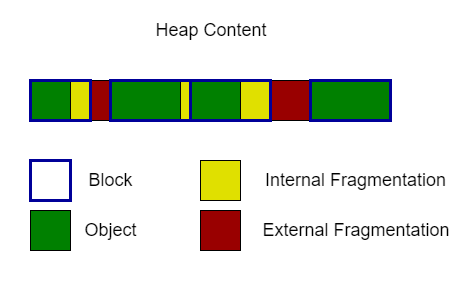 Heap Content
Block
Internal Fragmentation
Object
External Fragmentation